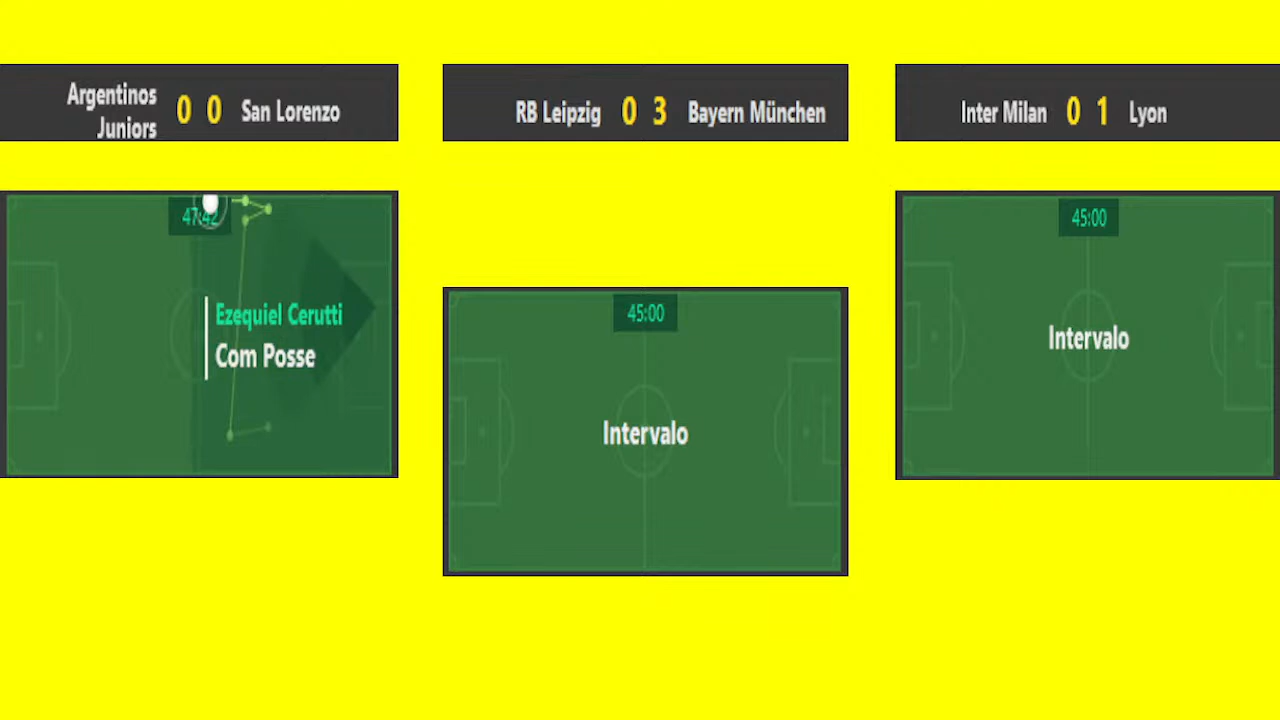 Argentinos
Juniors 0 0 San Lorenzo
RB Leipzig 0 3 Bayern München
Inter Milan 0 1 Lyon
47:42
Ezequiel Cerutti
Com Posse
45:00
Intervalo
45:00
Intervalo